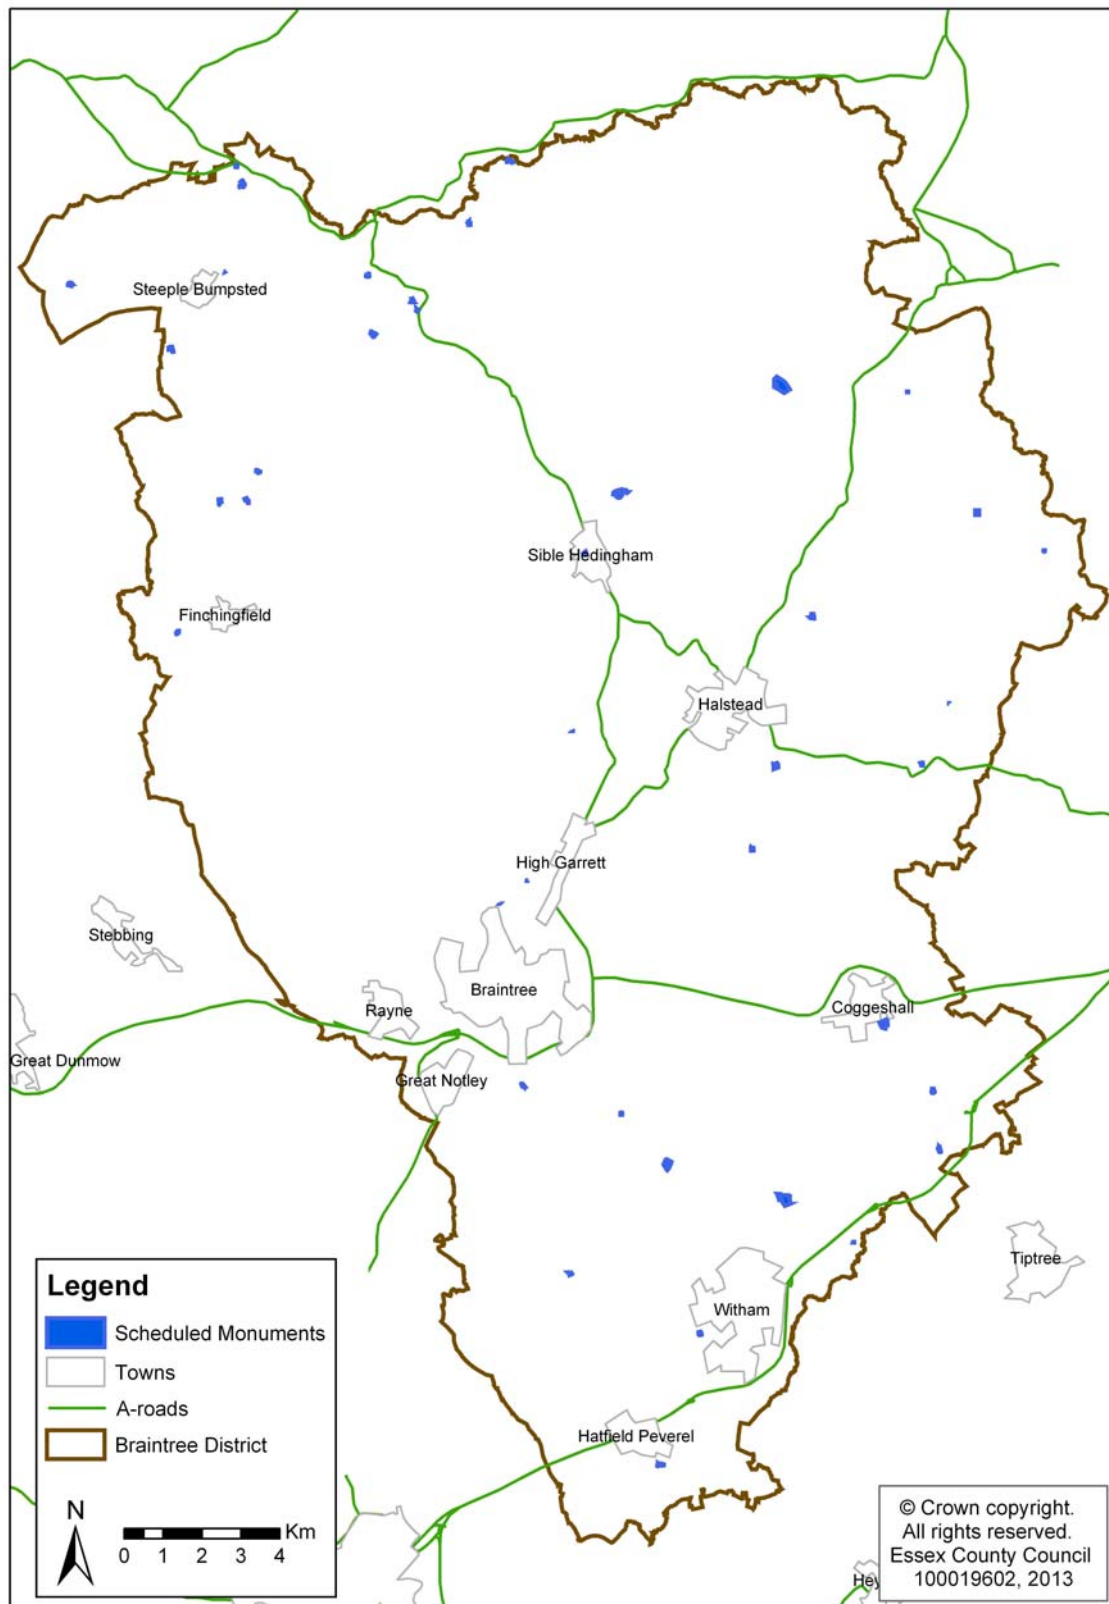 Steeple Bumpsted
Sible Hedingham
Finchingfield
Halstead
High Garrett
Stebbing
Braintree
Rayne
Coggeshall
Great Dunmow
Great Notley
Tiptree
Witham
Hatfield Peverel
Legend
Scheduled Monuments
Towns
A-roads
Braintree District
N
Km
0 1 2 3 4
© Crown copyright.
All rights reserved.
Essex County Council
100019602, 2013
Hey